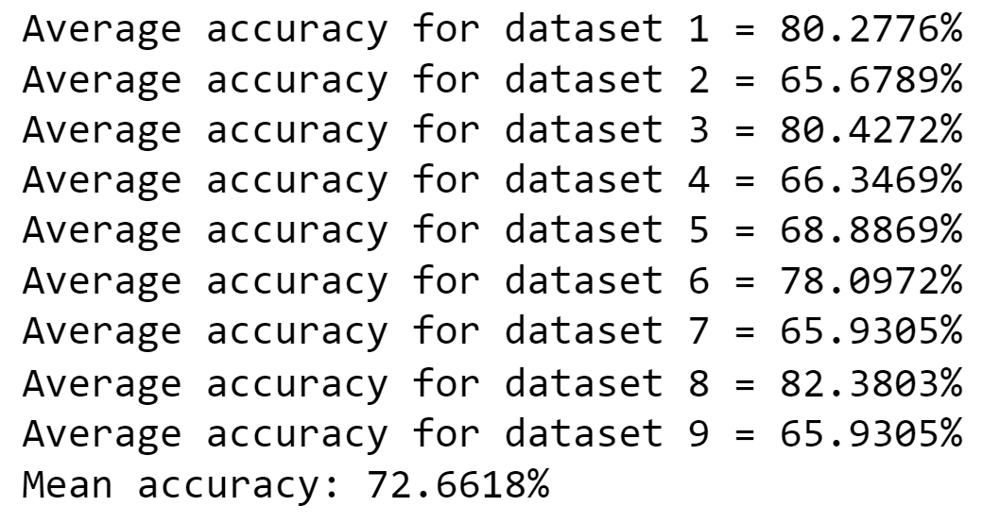 Average accuracy for dataset 1 = 80.2776%
Average accuracy for dataset 2 = 65.6789%
Average accuracy for dataset 3 = 80.4272%
Average accuracy for dataset 4 = 66.3469%
Average accuracy for dataset 5 = 68.8869%
Average accuracy for dataset 6 = 78.0972%
Average accuracy for dataset 7 = 65.9305%
Average accuracy for dataset 8 = 82.3803%
Average accuracy for dataset 9 = 65.9305%
Mean accuracy: 72.6618%